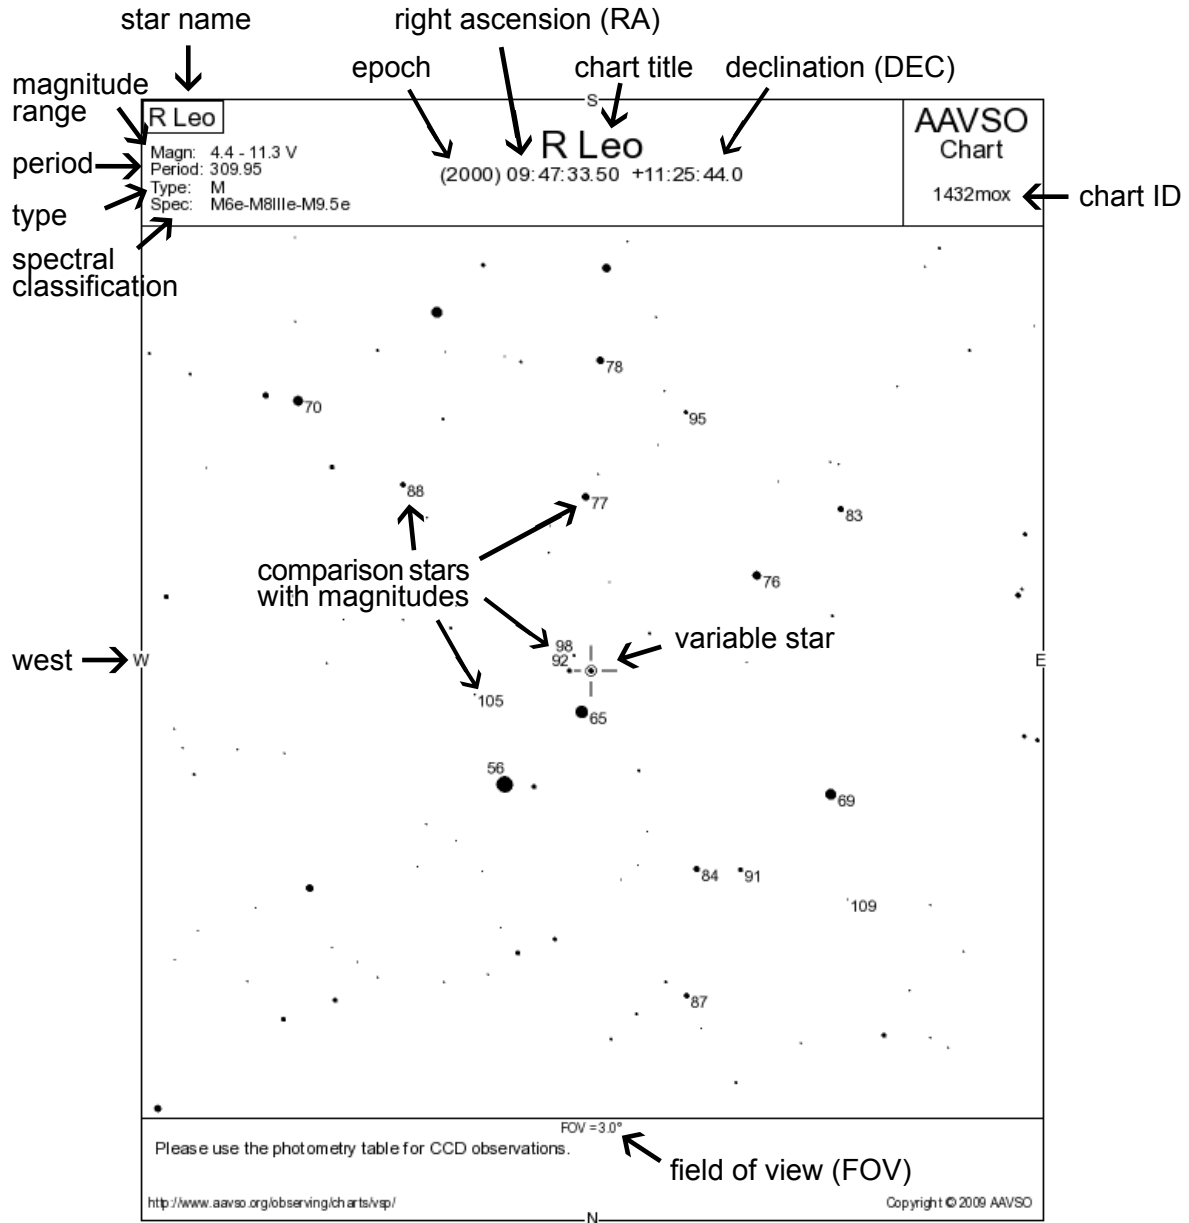 star name
right ascension (RA)
epoch
chart title
declination (DEC)
magnitude
range
period
type
spectral
classification
S
R Leo
Magn: 4.4 - 11.3 V
Period: 309.95
Type: M
Spec: M6e-M8IIIe-M9.5e
R Leo
(2000) 09:47:33.50 +11:25:44.0
AAVSO
Chart
1432mox
chart ID
78
70
95
88
77
83
76
comparison stars
with magnitudes
98
92
variable star
west
W
E
105
65
56
69
84
91
109
87
FOV = 3.0°
Please use the photometry table for CCD observations.
field of view (FOV)
http://www.aavso.org/observing/charts/vsp/
Copyright © 2009 AAVSO
N